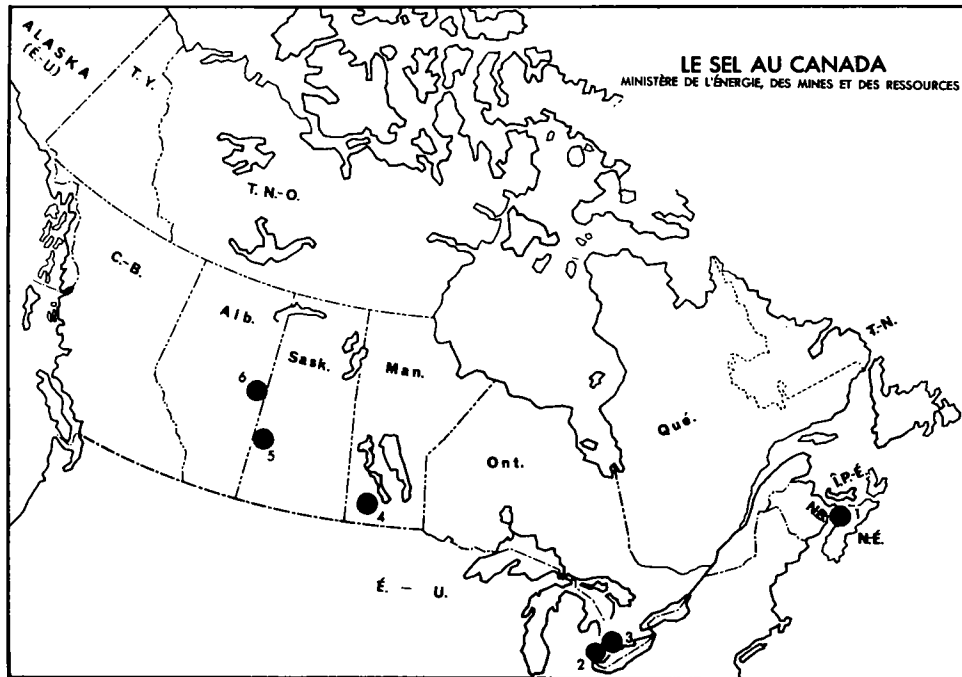 LE SEL AU CANADA
MINISTÈRE DE L'ÉNERGIE, DES MINES ET DES RESSOURCES
ALASKA
(É.-U)
T. Y.
T. N.-O.
C.-B.
Alb.
Sask.
Man.
Ont.
Qué.
T.-N.
Î.P.-É.
N.-B.
N.-É.
É. – U.
6
5
4
1
3
2